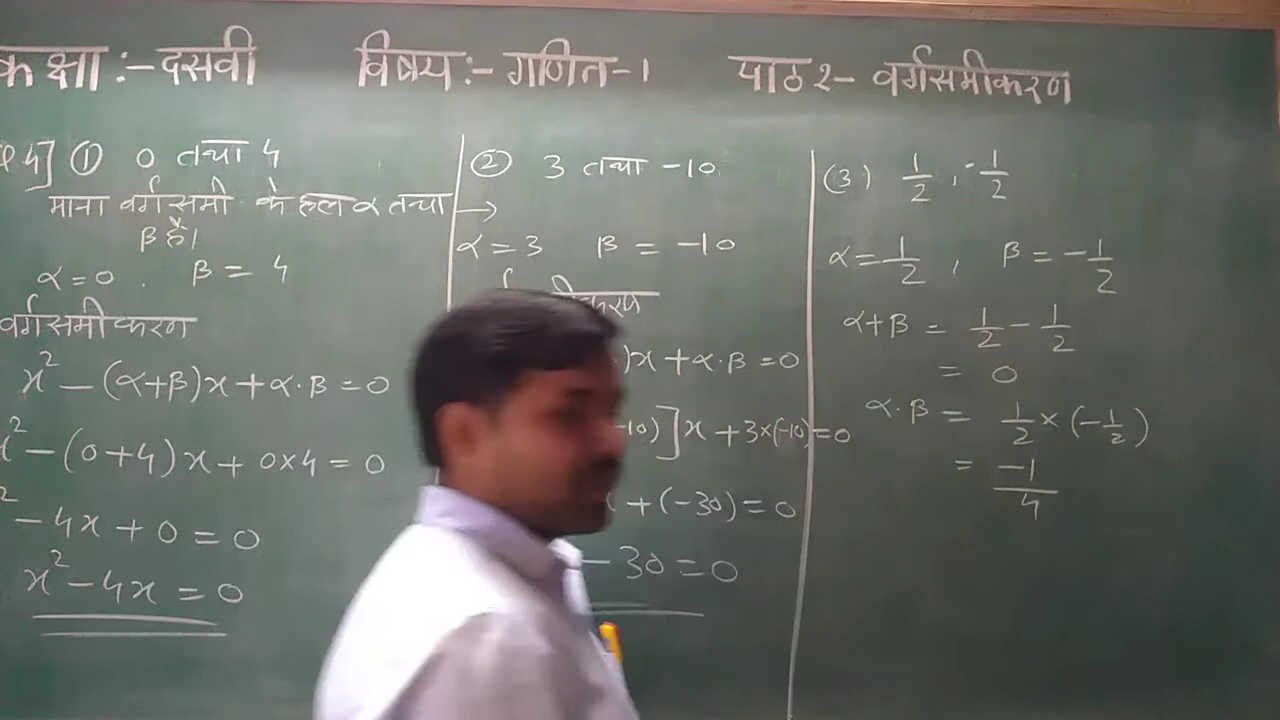 कक्षा :- दसवी विषय :- गणित-1 पाठ 2- वर्गसमीकरण
4] ① 0 तथा 4
माना वर्गसमी. के हल α तथा
β हैं।
α = 0 . β = 4
वर्गसमीकरण
x² - (α+β)x + α.β = 0
x² - (0+4)x + 0×4 = 0
² - 4x + 0 = 0
x² - 4x = 0
② 3 तथा -10
→
α = 3 β = -10
)x + α.β = 0
-10)]x + 3×(-10) = 0
+ (-30) = 0
- 30 = 0
(3) 1/2 , -1/2
α = 1/2 , β = -1/2
α+β = 1/2 - 1/2
= 0
α.β = 1/2 × (-1/2)
= -1/4